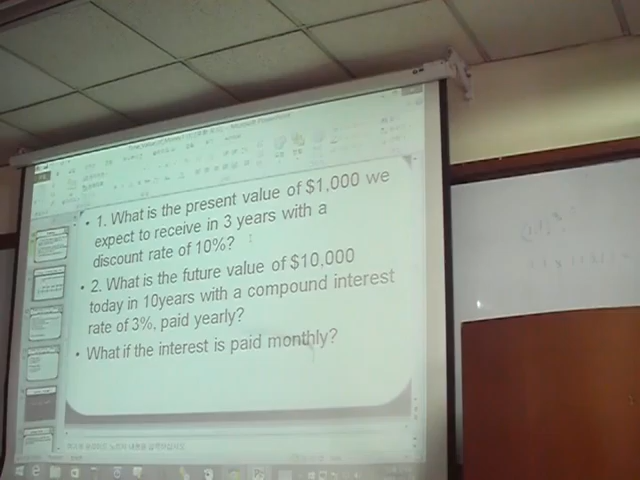 Microsoft PowerPoint
• 1. What is the present value of $1,000 we
expect to receive in 3 years with a
discount rate of 10%?
• 2. What is the future value of $10,000
today in 10years with a compound interest
rate of 3%, paid yearly?
• What if the interest is paid monthly?